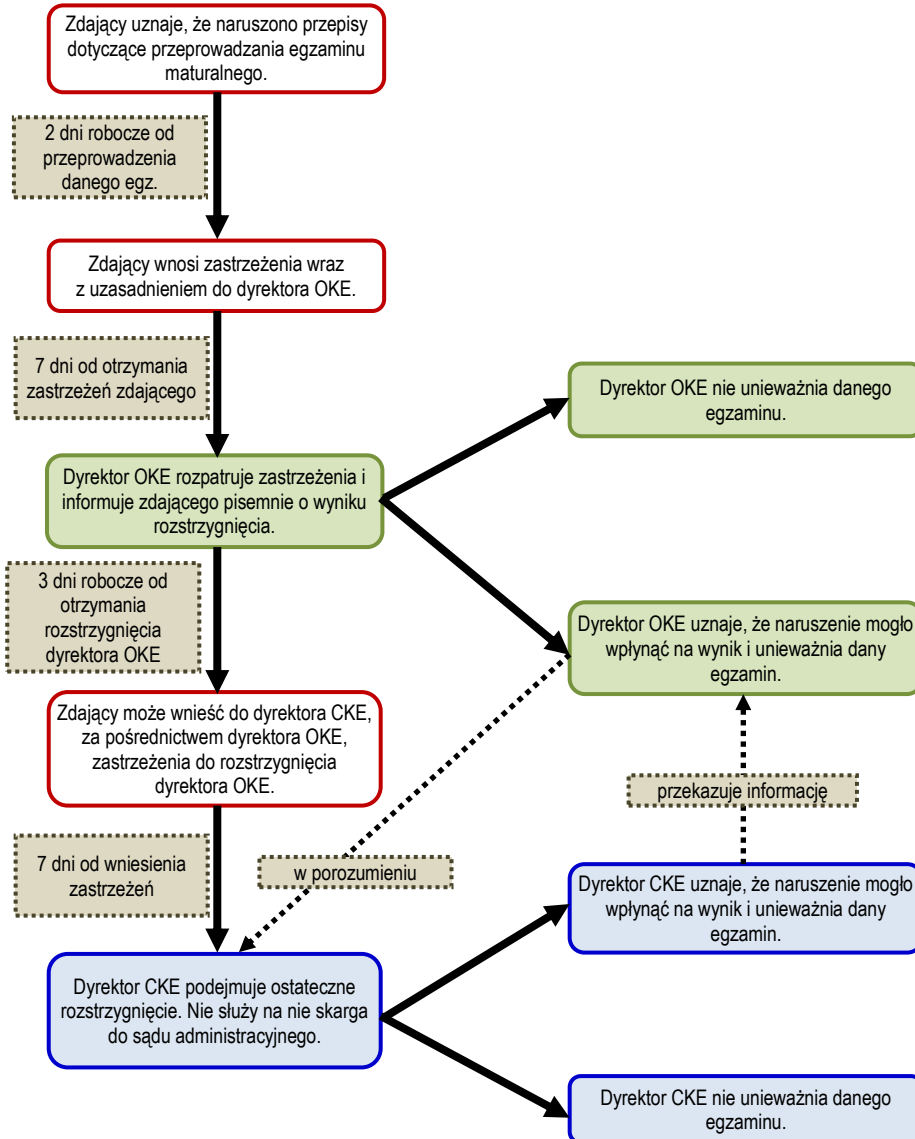 Zdający uznaje, że naruszono przepisy
dotyczące przeprowadzania egzaminu
maturalnego.
2 dni robocze od
przeprowadzenia
danego egz.
Zdający wnosi zastrzeżenia wraz
z uzasadnieniem do dyrektora OKE.
7 dni od otrzymania
zastrzeżeń zdającego
Dyrektor OKE nie unieważnia danego
egzaminu.
Dyrektor OKE rozpatruje zastrzeżenia i
informuje zdającego pisemnie o wyniku
rozstrzygnięcia.
3 dni robocze od
otrzymania
rozstrzygnięcia
dyrektora OKE
Dyrektor OKE uznaje, że naruszenie mogło
wpłynąć na wynik i unieważnia dany
egzamin.
Zdający może wnieść do dyrektora CKE,
za pośrednictwem dyrektora OKE,
zastrzeżenia do rozstrzygnięcia
dyrektora OKE.
przekazuje informację
7 dni od wniesienia
zastrzeżeń
w porozumieniu
Dyrektor CKE uznaje, że naruszenie mogło
wpłynąć na wynik i unieważnia dany
egzamin.
Dyrektor CKE podejmuje ostateczne
rozstrzygnięcie. Nie służy na nie skarga
do sądu administracyjnego.
Dyrektor CKE nie unieważnia danego
egzaminu.